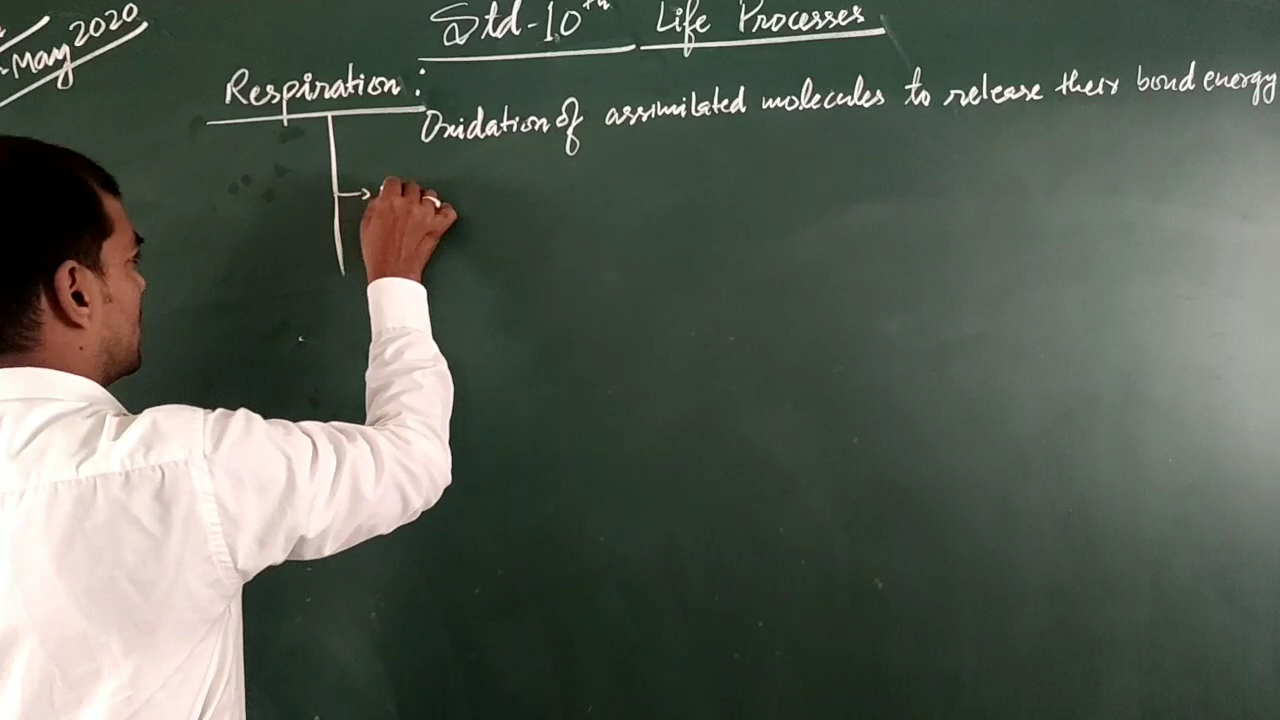 May 2020
Std-10th Life Processes
Respiration:
Oxidation of assimilated molecules to release their bond energy